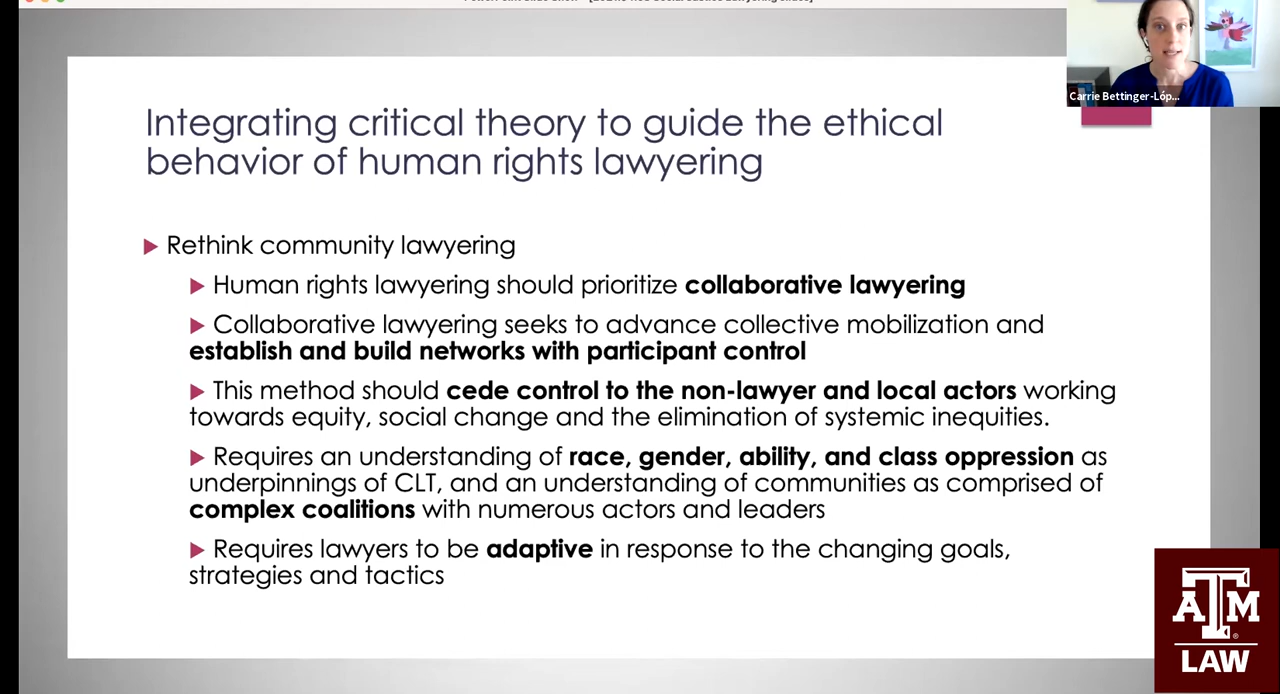 Carrie Bettinger-Lóp...
Integrating critical theory to guide the ethical
behavior of human rights lawyering
Rethink community lawyering
Human rights lawyering should prioritize collaborative lawyering
Collaborative lawyering seeks to advance collective mobilization and
establish and build networks with participant control
This method should cede control to the non-lawyer and local actors working
towards equity, social change and the elimination of systemic inequities.
Requires an understanding of race, gender, ability, and class oppression as
underpinnings of CLT, and an understanding of communities as comprised of
complex coalitions with numerous actors and leaders
Requires lawyers to be adaptive in response to the changing goals,
strategies and tactics
ATM
®
LAW